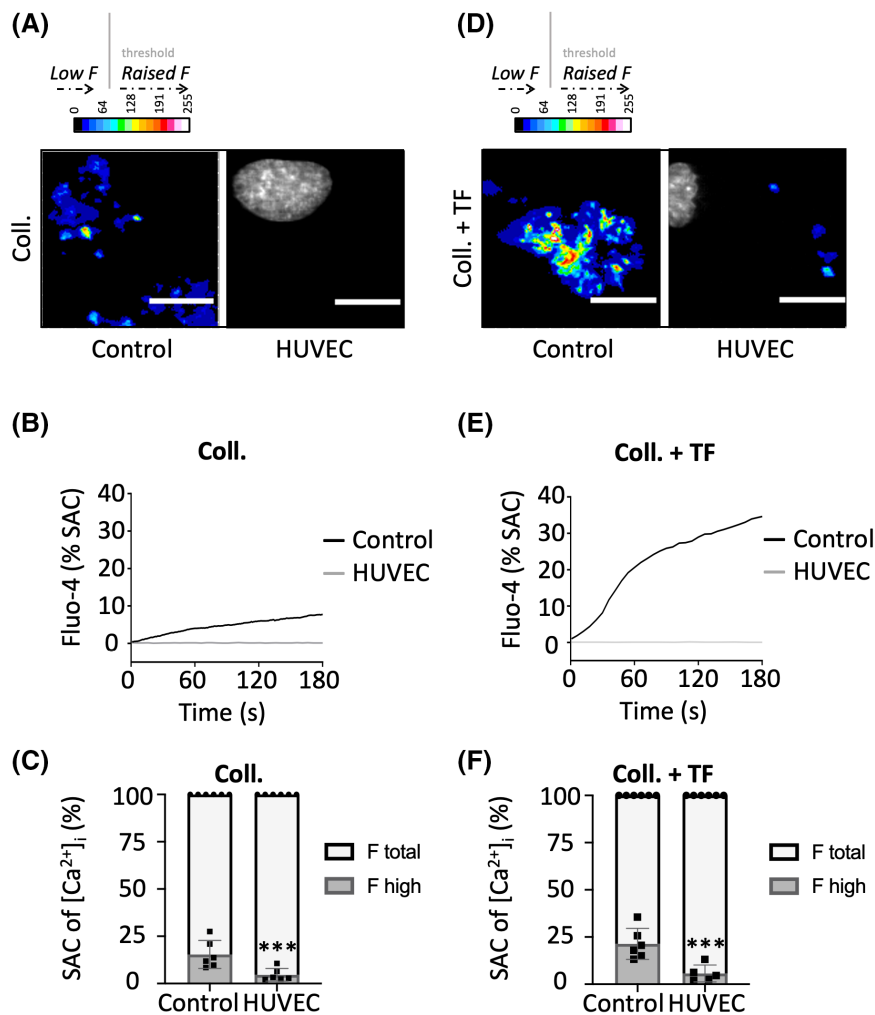 (A)
threshold
Low F Raised F
0 64 128 191 255
Coll.
Control HUVEC
(D)
threshold
Low F Raised F
0 64 128 191 255
Coll. + TF
Control HUVEC
(B)
Coll.
Fluo-4 (% SAC)
40
30
20
10
0
0 60 120 180
Time (s)
Control
HUVEC
(E)
Coll. + TF
Fluo-4 (% SAC)
40
30
20
10
0
0 60 120 180
Time (s)
Control
HUVEC
(C)
Coll.
SAC of [Ca2+]i (%)
100
75
50
25
0
***
Control HUVEC
F total
F high
(F)
Coll. + TF
SAC of [Ca2+]i (%)
100
75
50
25
0
***
Control HUVEC
F total
F high